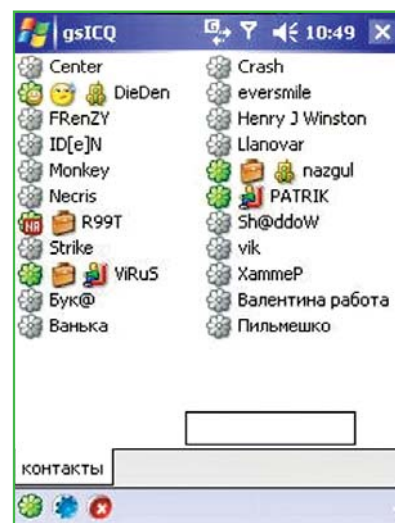 gsICQ 10:49
Center
DieDen
FRenZY
ID[e]N
Monkey
Necris
NA R99T
Strike
ViRuS
Бук@
Ванька
Crash
eversmile
Henry J Winston
Llanovar
nazgul
PATRIK
Sh@ddoW
vik
XammeP
Валентина работа
Пильмешко
контакты